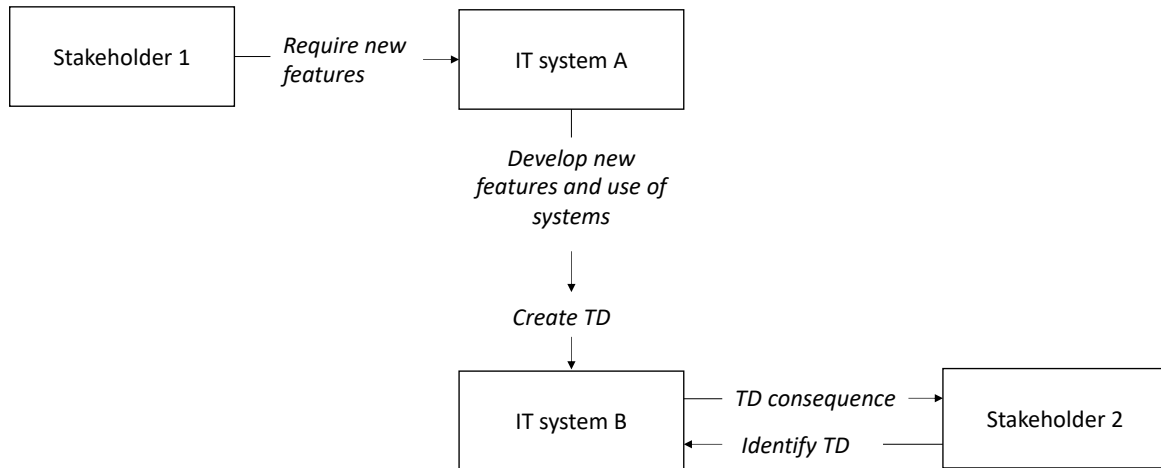 Stakeholder 1
Require new
features
IT system A
Develop new
features and use of
systems
Create TD
IT system B
TD consequence
Identify TD
Stakeholder 2